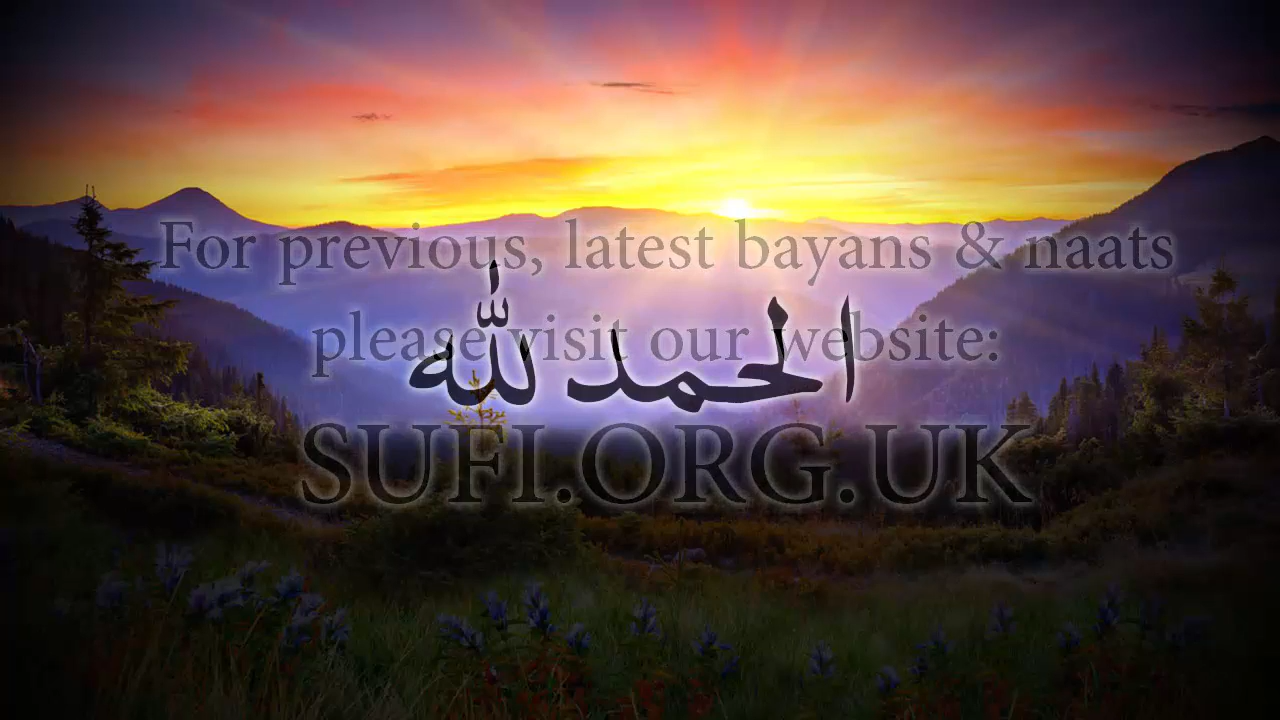 For previous, latest bayans & naats
please visit our website:
الحمد لله
SUFI.ORG.UK